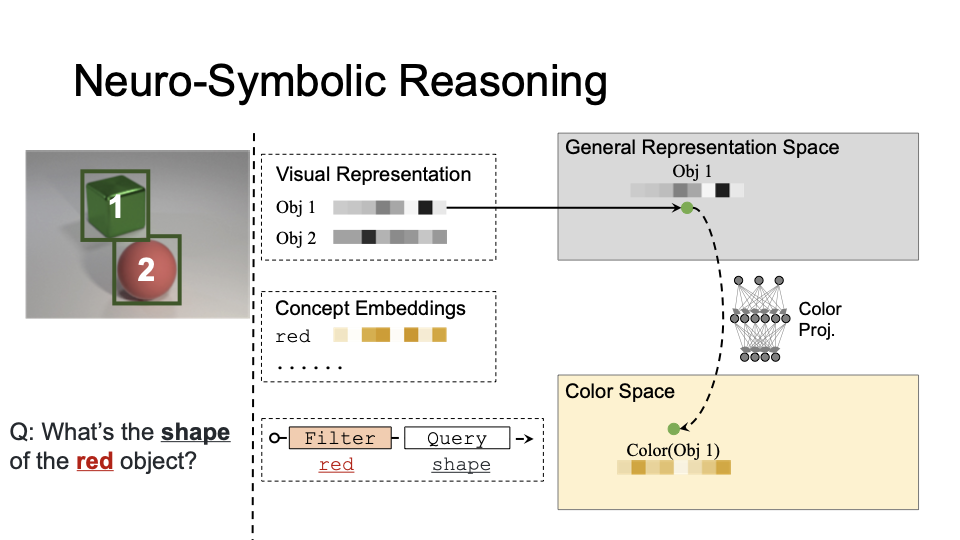 Neuro-Symbolic Reasoning
1
2
Q: What's the shape
of the red object?
Visual Representation
Obj 1
Obj 2
Concept Embeddings
red
......
Filter
Query
red
shape
General Representation Space
Obj 1
Color
Proj.
Color Space
Color(Obj 1)